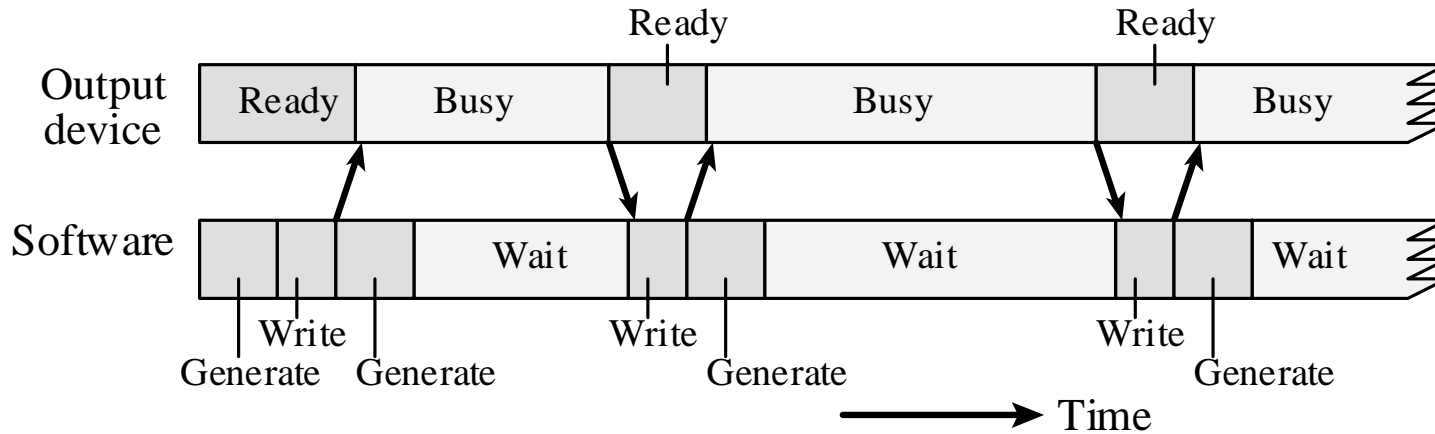 Ready Ready
Output device
Ready Busy Busy Busy
Software
Wait Wait Wait
Write Write Write
Generate Generate Generate Generate
Time